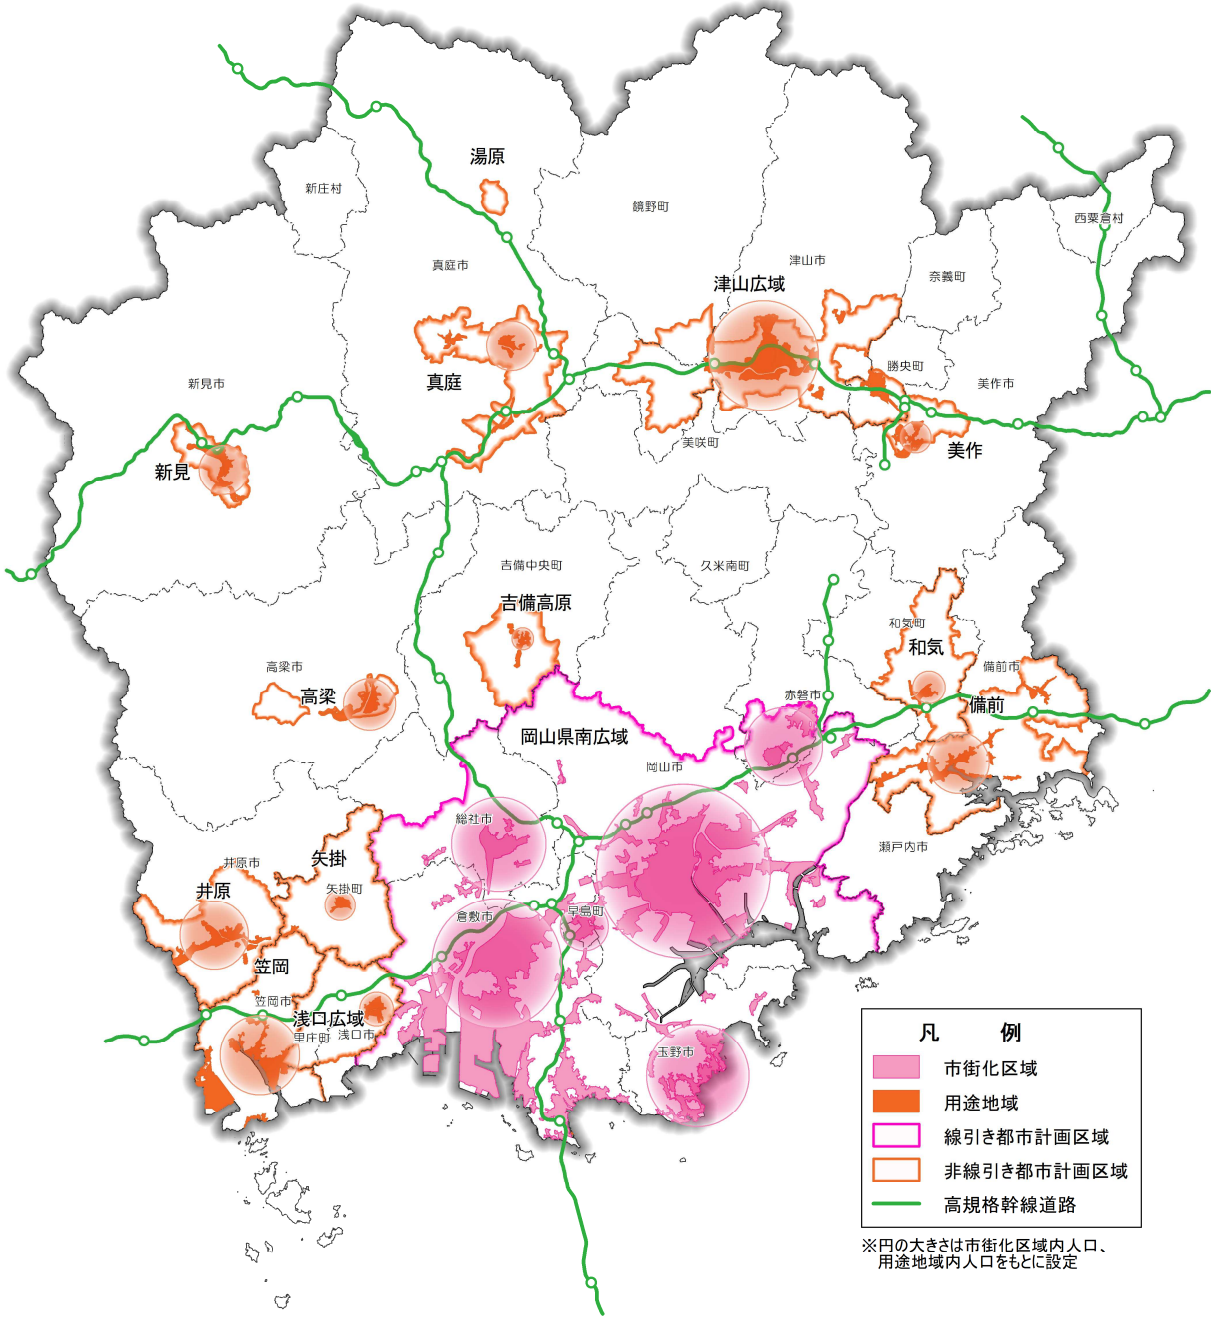 湯原
新庄村
鏡野町
西粟倉村
真庭市
津山市
奈義町
津山広域
真庭
新見市
勝央町
美作市
美咲町
美作
新見
吉備中央町
久米南町
吉備高原
和気町
和気
高梁市
備前市
高梁
赤磐市
備前
岡山県南広域
岡山市
総社市
瀬戸内市
矢掛
井原市
井原
矢掛町
倉敷市
早島町
笠岡
笠岡市
浅口広域
里庄町
浅口市
玉野市
凡 例
市街化区域
用途地域
線引き都市計画区域
非線引き都市計画区域
高規格幹線道路
※円の大きさは市街化区域内人口、
用途地域内人口をもとに設定